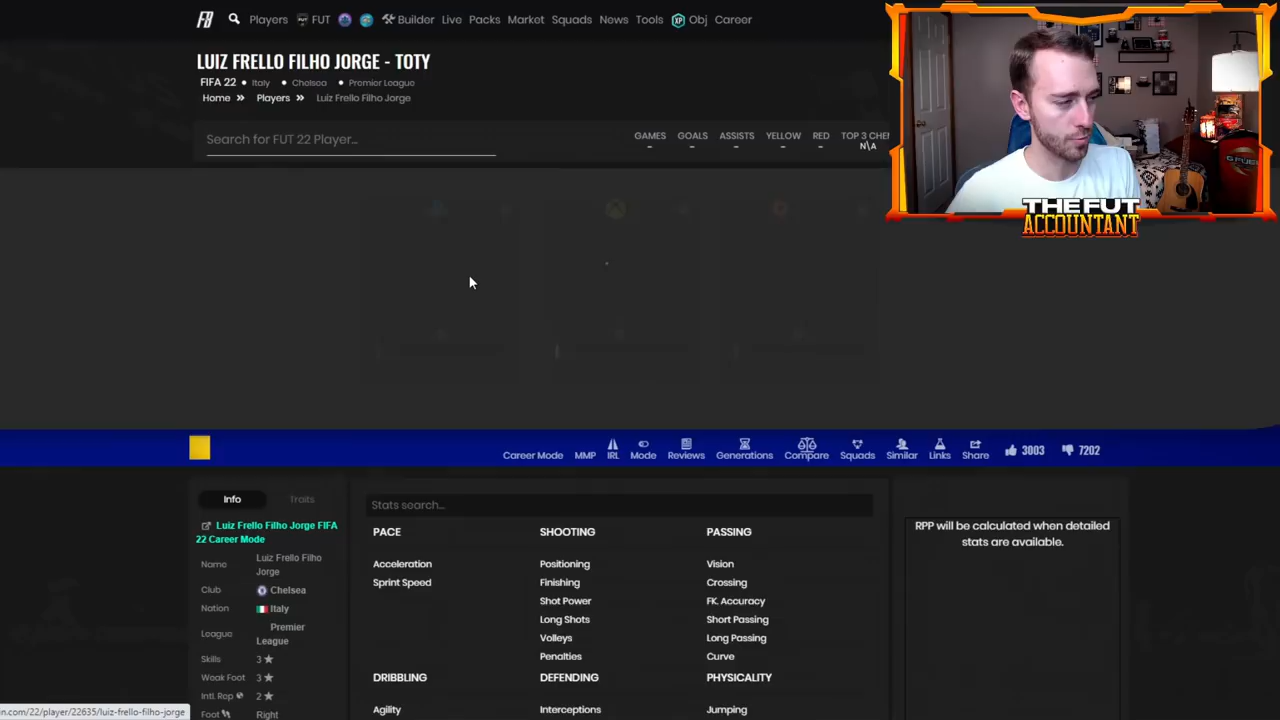 FB Players FUT Builder Live Packs Market Squads News Tools XP Obj Career
LUIZ FRELLO FILHO JORGE - TOTY
FIFA 22 • Italy • Chelsea • Premier League
Home » Players » Luiz Frello Filho Jorge
Search for FUT 22 Player...
GAMES GOALS ASSISTS YELLOW RED TOP 3 CHE
- - - - - N\A
THE FUT
ACCOUNTANT
Career Mode MMP IRL Mode Reviews Generations Compare Squads Similar Links Share 3003 7202
Info Traits
Luiz Frello Filho Jorge FIFA
22 Career Mode
Name Luiz Frello Filho
Jorge
Club Chelsea
Nation Italy
League Premier
League
Skills 3 ★
Weak Foot 3 ★
Intl. Rep 2 ★
Foot Right
Stats search...
PACE SHOOTING PASSING
Acceleration Positioning Vision
Sprint Speed Finishing Crossing
Shot Power FK. Accuracy
Long Shots Short Passing
Volleys Long Passing
Penalties Curve
DRIBBLING DEFENDING PHYSICALITY
Agility Interceptions Jumping
RPP will be calculated when detailed
stats are available.
n.com/22/player/22635/luiz-frello-filho-jorge